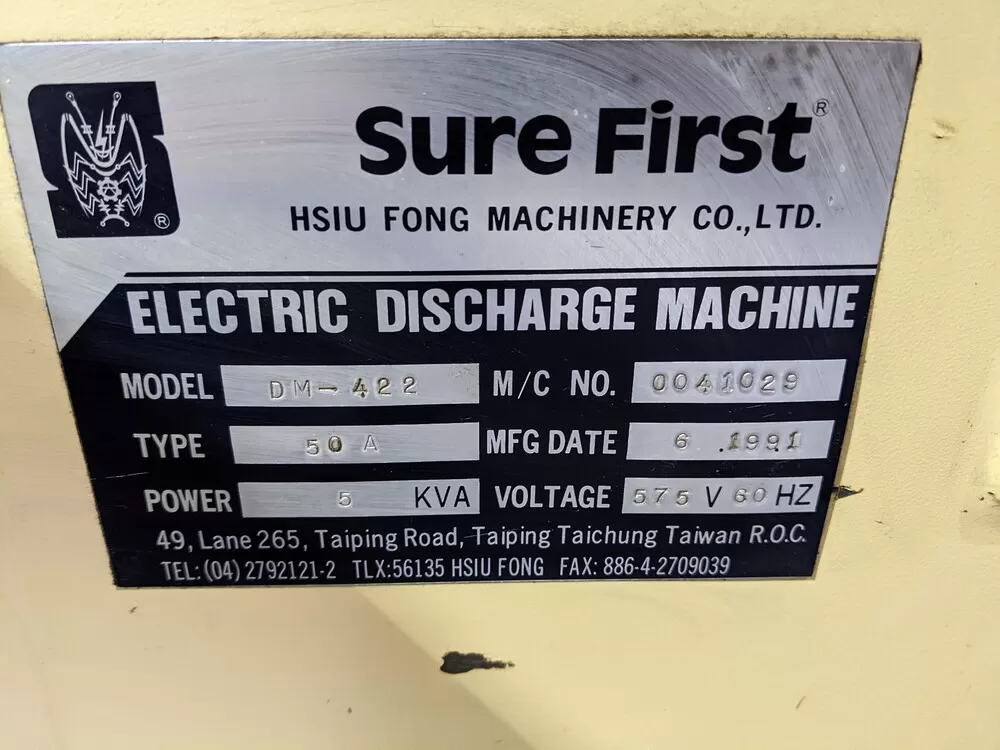 Sure First®
HSIU FONG MACHINERY CO.,LTD.
®
ELECTRIC DISCHARGE MACHINE
MODEL DM-422 M/C NO. 0041029
TYPE 50 A MFG DATE 6 .1991
POWER 5 KVA VOLTAGE 575 V 60 HZ
49, Lane 265, Taiping Road, Taiping Taichung Taiwan R.O.C.
TEL:(04) 2792121-2 TLX:56135 HSIU FONG FAX: 886-4-2709039